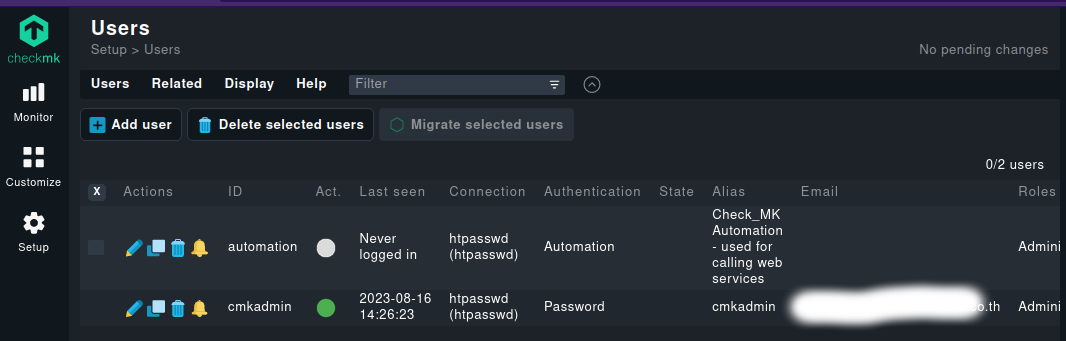 Users
Setup > Users
No pending changes
checkmk
Monitor
Customize
Setup
Users Related Display Help Filter
Add user Delete selected users Migrate selected users
0/2 users
X Actions ID Act. Last seen Connection Authentication State Alias Email Roles
automation Never logged in htpasswd (htpasswd) Automation Check_MK Automation - used for calling web services Admini
cmkadmin 2023-08-16 14:26:23 htpasswd (htpasswd) Password cmkadmin o.th Admini